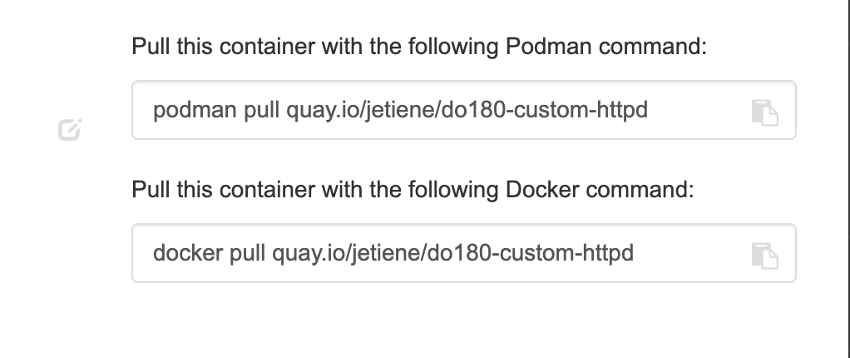 Pull this container with the following Podman command:
podman pull quay.io/jetiene/do180-custom-httpd
Pull this container with the following Docker command:
docker pull quay.io/jetiene/do180-custom-httpd